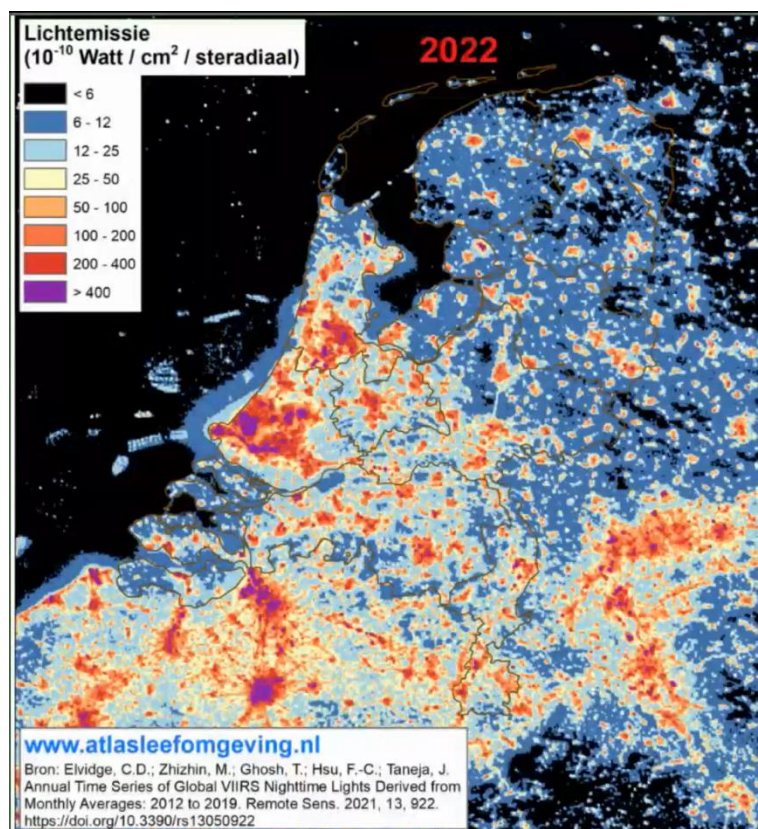 Lichtemissie
(10⁻¹⁰ Watt / cm² / steradiaal)
2022
< 6
6 - 12
12 - 25
25 - 50
50 - 100
100 - 200
200 - 400
> 400
www.atlasleefomgeving.nl
Bron: Elvidge, C.D.; Zhizhin, M.; Ghosh, T.; Hsu, F.-C.; Taneja, J.
Annual Time Series of Global VIIRS Nighttime Lights Derived from
Monthly Averages: 2012 to 2019. Remote Sens. 2021, 13, 922.
https://doi.org/10.3390/rs13050922